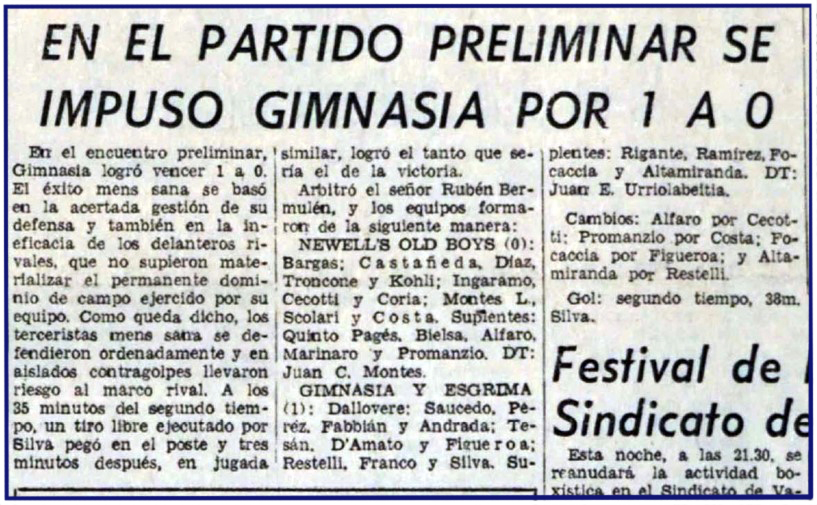 EN EL PARTIDO PRELIMINAR SE
IMPUSO GIMNASIA POR 1 A 0
En el encuentro preliminar,
Gimnasia logró vencer 1 a 0.
El éxito mens sana se basó
en la acertada gestión de su
defensa y también en la in-
eficacia de los delanteros ri-
vales, que no supieron mate-
rializar el permanente domi-
nio de campo ejercido por su
equipo. Como queda dicho, los
terceristas mens sana se de-
fendieron ordenadamente y en
aislados contragolpes llevaron
riesgo al marco rival. A los
35 minutos del segundo tiem-
po, un tiro libre ejecutado por
Silva pegó en el poste y tres
minutos después, en jugada
similar, logró el tanto que se-
ría el de la victoria.
Arbitró el señor Rubén Ber-
mulén, y los equipos forma-
ron de la siguiente manera:
NEWELL'S OLD BOYS (0):
Bargas; Castañeda, Díaz,
Troncone y Kohli; Ingaramo,
Cecotti y Coria; Montes L.,
Scolari y Costa. Suplentes:
Quinto Pagés, Bielsa, Alfaro,
Marinaro y Promanzio. DT:
Juan C. Montes.
GIMNASIA Y ESGRIMA
(1): Dallovere; Saucedo, Pé-
rez, Fabbián y Andrada; Te-
sán, D'Amato y Figueroa;
Restelli, Franco y Silva. Su-
plentes: Rigante, Ramírez, Fo-
caccia y Altamiranda. DT:
Juan E. Urriolabeitia.
Cambios: Alfaro por Cecot-
ti; Promanzio por Costa; Fo-
caccia por Figueroa; y Alta-
miranda por Restelli.
Gol: segundo tiempo, 38m.
Silva.
Festival de
Sindicato de
Esta noche, a las 21.30, se
reanudará la actividad bo-
xística en el Sindicato de Va-